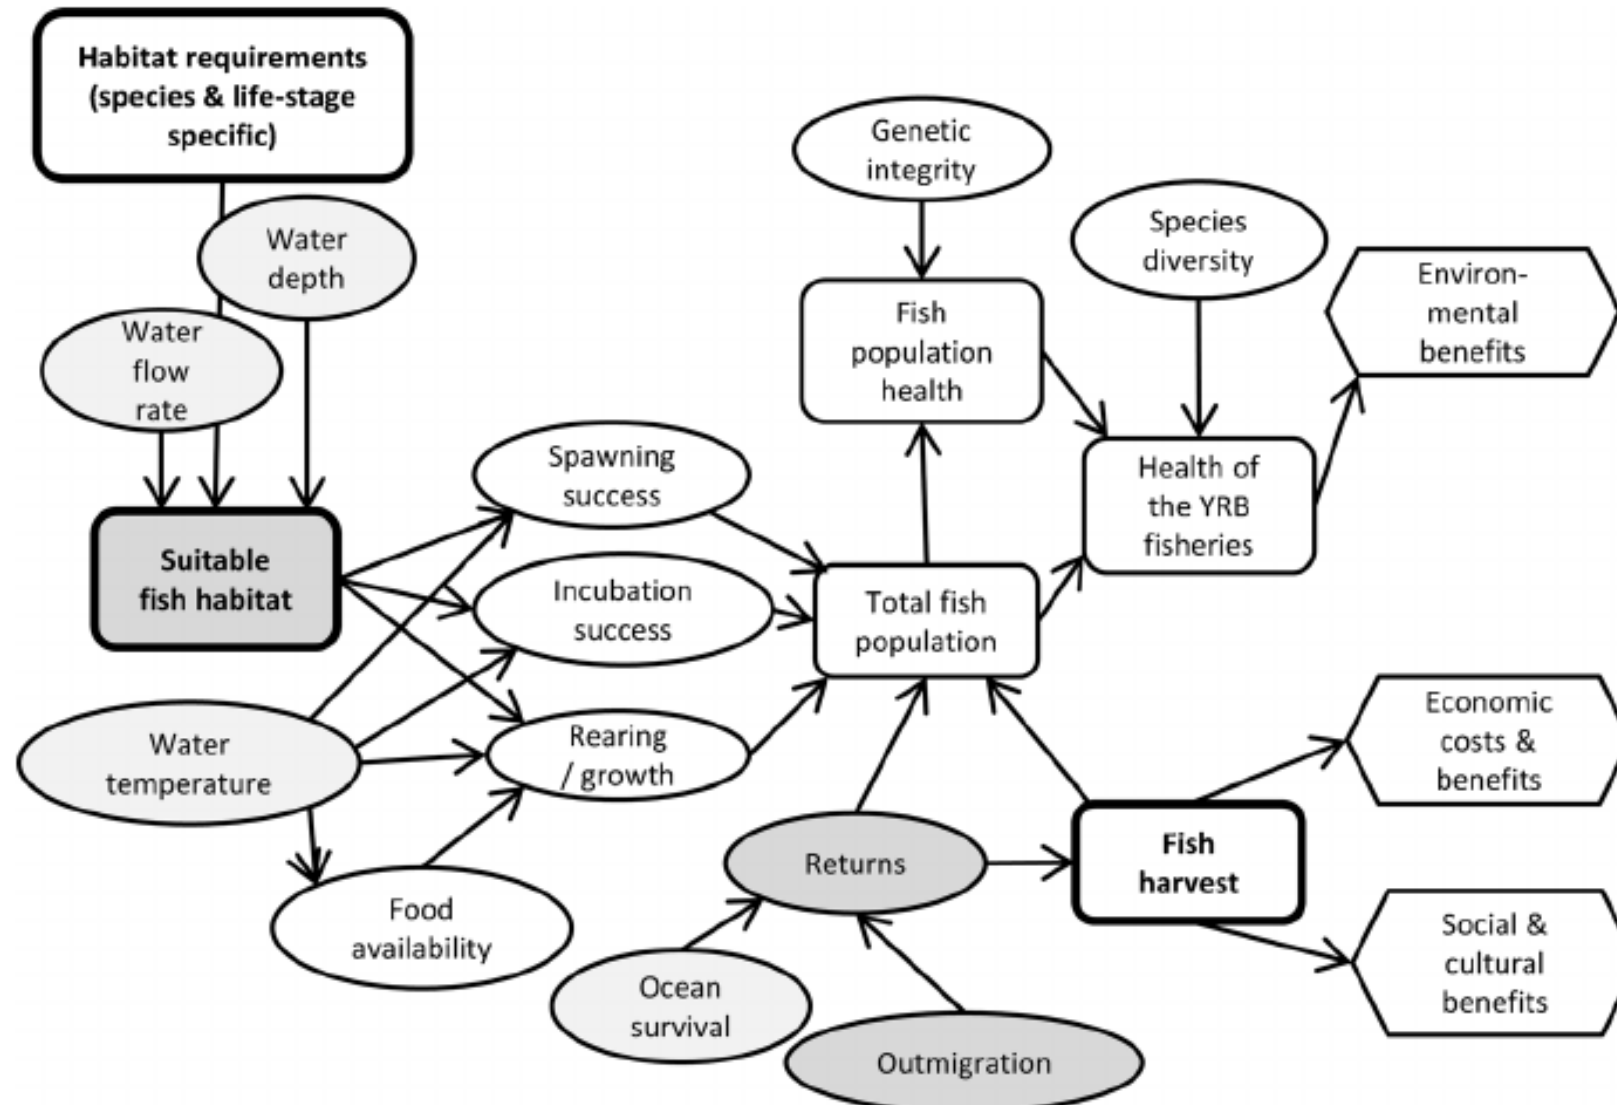 Habitat requirements
(species & life-stage
specific)
Water
depth
Water
flow
rate
Suitable
fish habitat
Water
temperature
Spawning
success
Incubation
success
Rearing
/ growth
Food
availability
Genetic
integrity
Fish
population
health
Species
diversity
Environ-
mental
benefits
Health of
the YRB
fisheries
Total fish
population
Returns
Ocean
survival
Outmigration
Fish
harvest
Economic
costs &
benefits
Social &
cultural
benefits